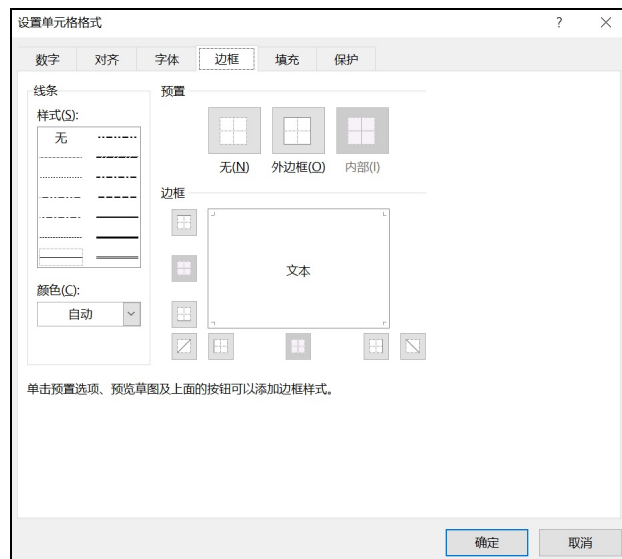 设置单元格格式 ? ×
数字 对齐 字体 边框 填充 保护
线条
样式(S):
无
颜色(C):
自动
预置
无(N) 外边框(O) 内部(I)
边框
文本
单击预置选项、预览草图及上面的按钮可以添加边框样式。
确定 取消